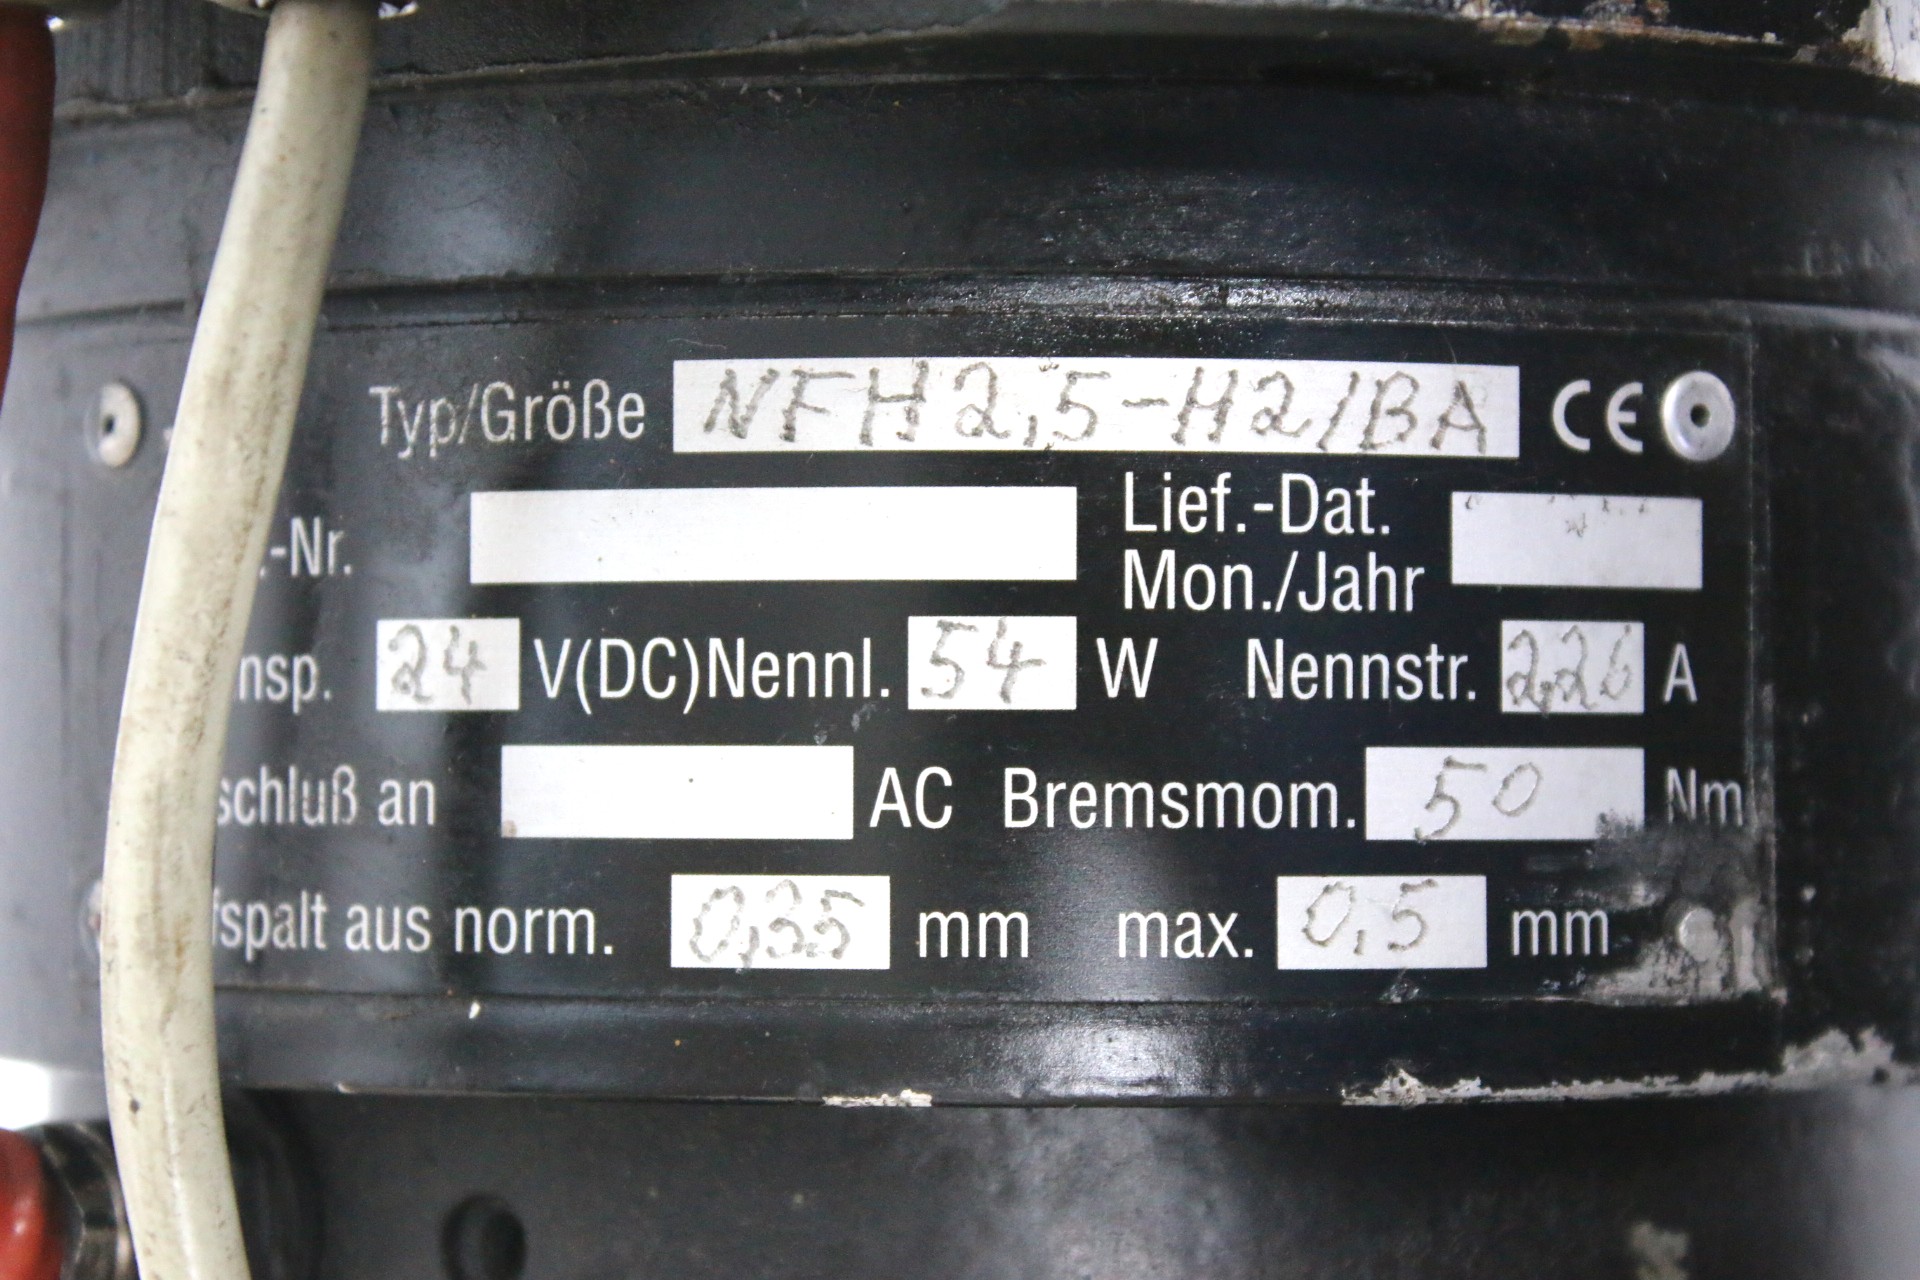 Typ/Größe NFH2,5-H2/BA CE
.-Nr. Lief.-Dat.
Mon./Jahr
nsp. 24 V(DC) Nennl. 54 W Nennstr. 2,26 A
schluß an AC Bremsmom. 50 Nm
fspalt aus norm. 0,35 mm max. 0,5 mm